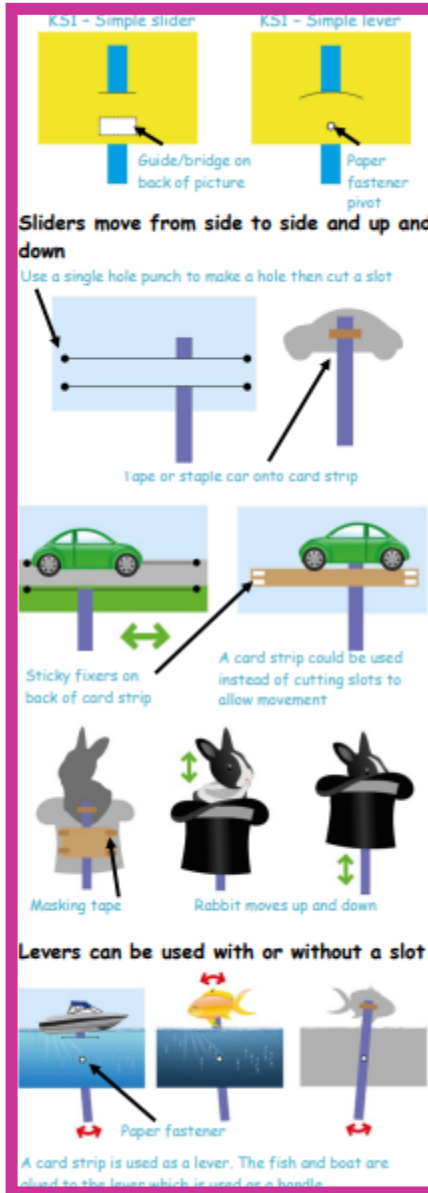 KS1 – Simple slider
KS1 – Simple lever
Guide/bridge on
back of picture
Paper
fastener
pivot
Sliders move from side to side and up and
down
Use a single hole punch to make a hole then cut a slot
Tape or staple car onto card strip
Sticky fixers on
back of card strip
A card strip could be used
instead of cutting slots to
allow movement
Masking tape
Rabbit moves up and down
Levers can be used with or without a slot
Paper fastener
A card strip is used as a lever. The fish and boat are
glued to the lever which is used as a handle